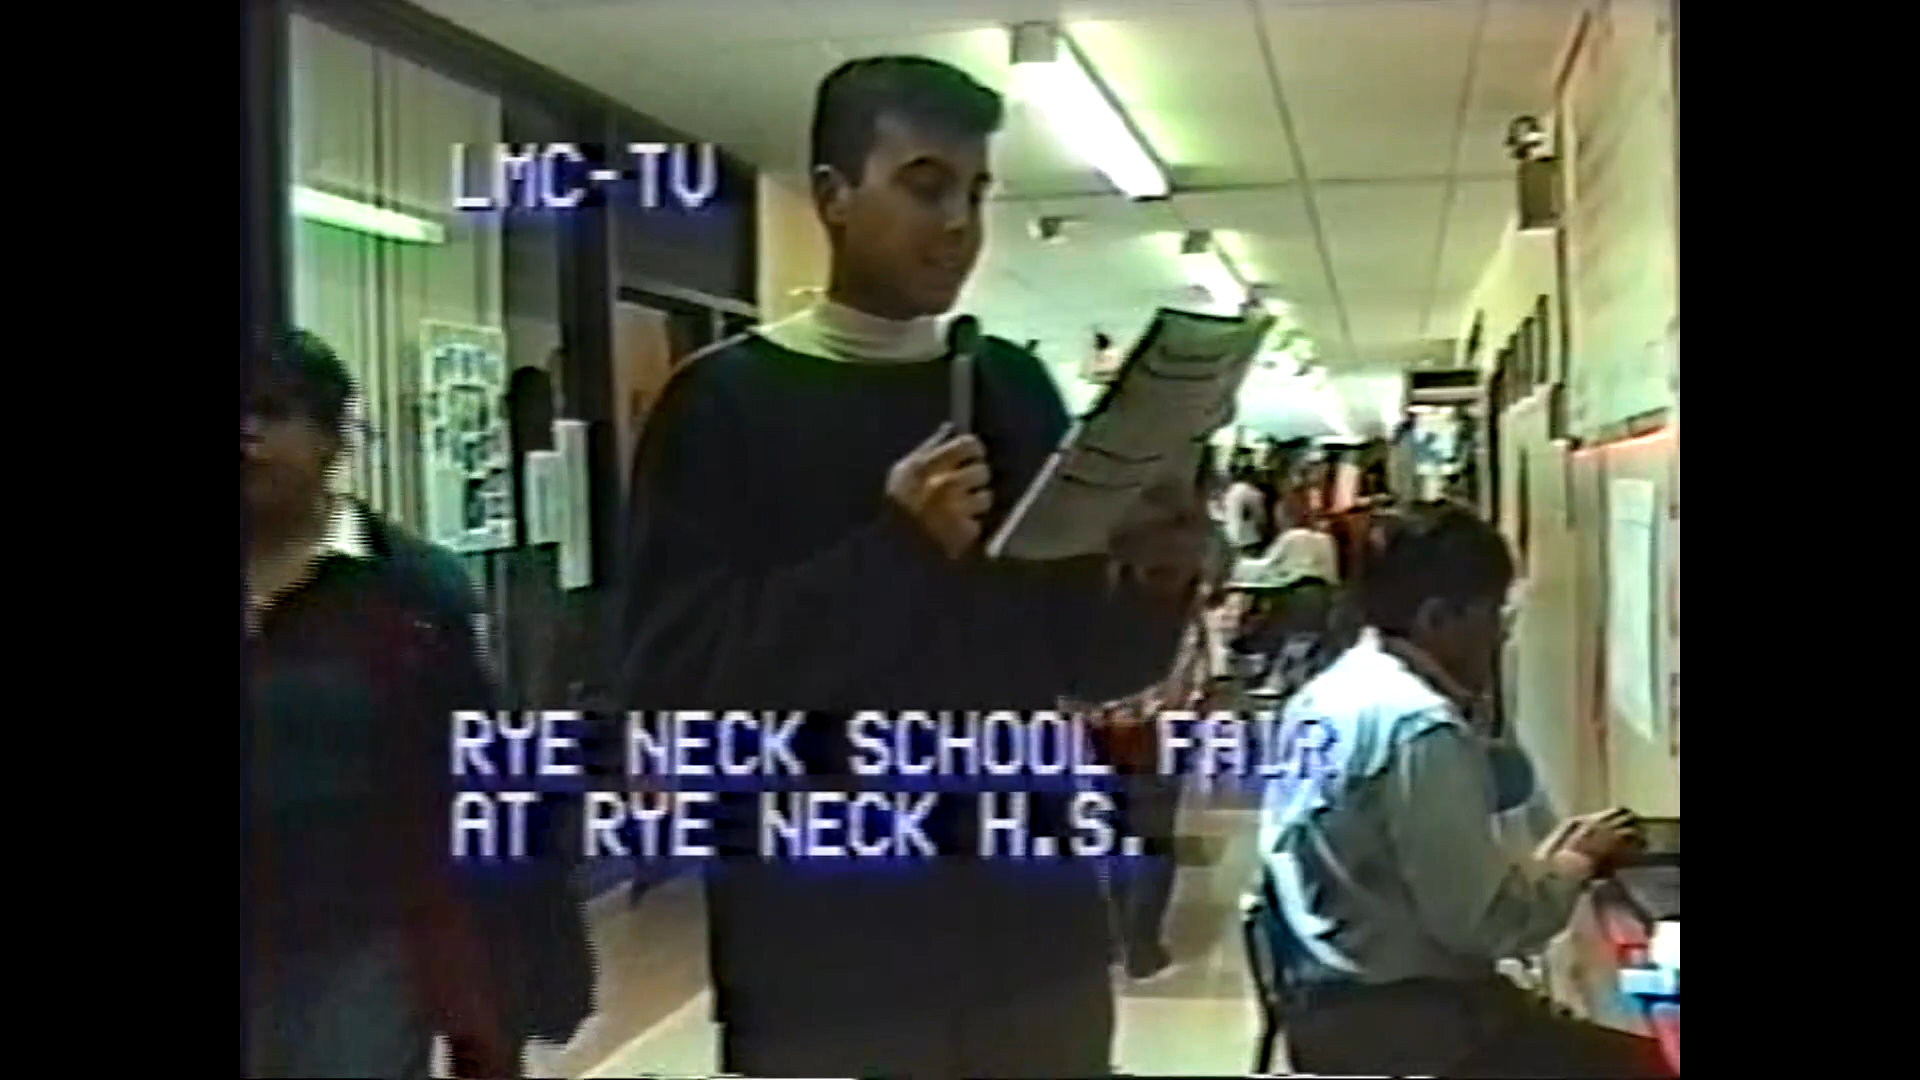 LMC-TV
RYE NECK SCHOOL FAIR
AT RYE NECK H.S.